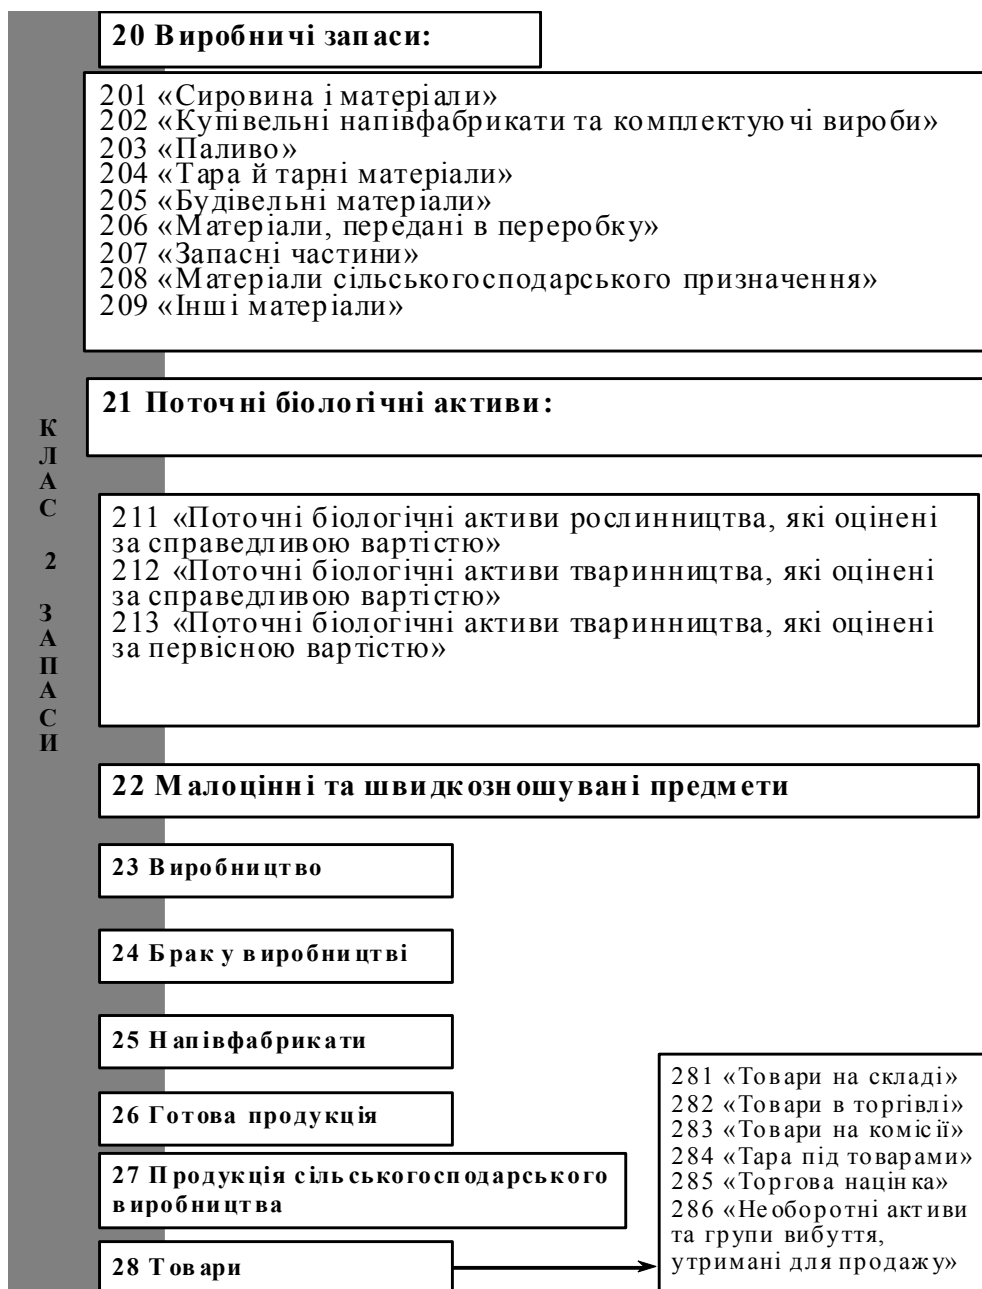 20 Виробничі запаси:
201 «Сировина і матеріали»
202 «Купівельні напівфабрикати та комплектуючі вироби»
203 «Паливо»
204 «Тара й тарні матеріали»
205 «Будівельні матеріали»
206 «Матеріали, передані в переробку»
207 «Запасні частини»
208 «Матеріали сільськогосподарського призначення»
209 «Інші матеріали»
21 Поточні біологічні активи:
КЛАС 2 ЗАПАСИ
211 «Поточні біологічні активи рослинництва, які оцінені
за справедливою вартістю»
212 «Поточні біологічні активи тваринництва, які оцінені
за справедливою вартістю»
213 «Поточні біологічні активи тваринництва, які оцінені
за первісною вартістю»
22 Малоцінні та швидкозношувані предмети
23 Виробництво
24 Брак у виробництві
25 Напівфабрикати
26 Готова продукція
27 Продукція сільськогосподарського
виробництва
28 Товари
281 «Товари на складі»
282 «Товари в торгівлі»
283 «Товари на комісії»
284 «Тара під товарами»
285 «Торгова націнка»
286 «Необоротні активи
та групи вибуття,
утримані для продажу»